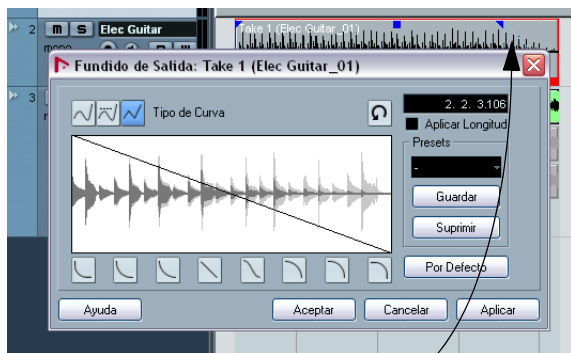 2 m S Elec Guitar
mono
Take 1 (Elec Guitar_01)
Fundido de Salida: Take 1 (Elec Guitar_01)
3
Tipo de Curva
2. 2. 3.106
Aplicar Longitud
Presets
-
Guardar
Suprimir
Por Defecto
Ayuda
Aceptar
Cancelar
Aplicar